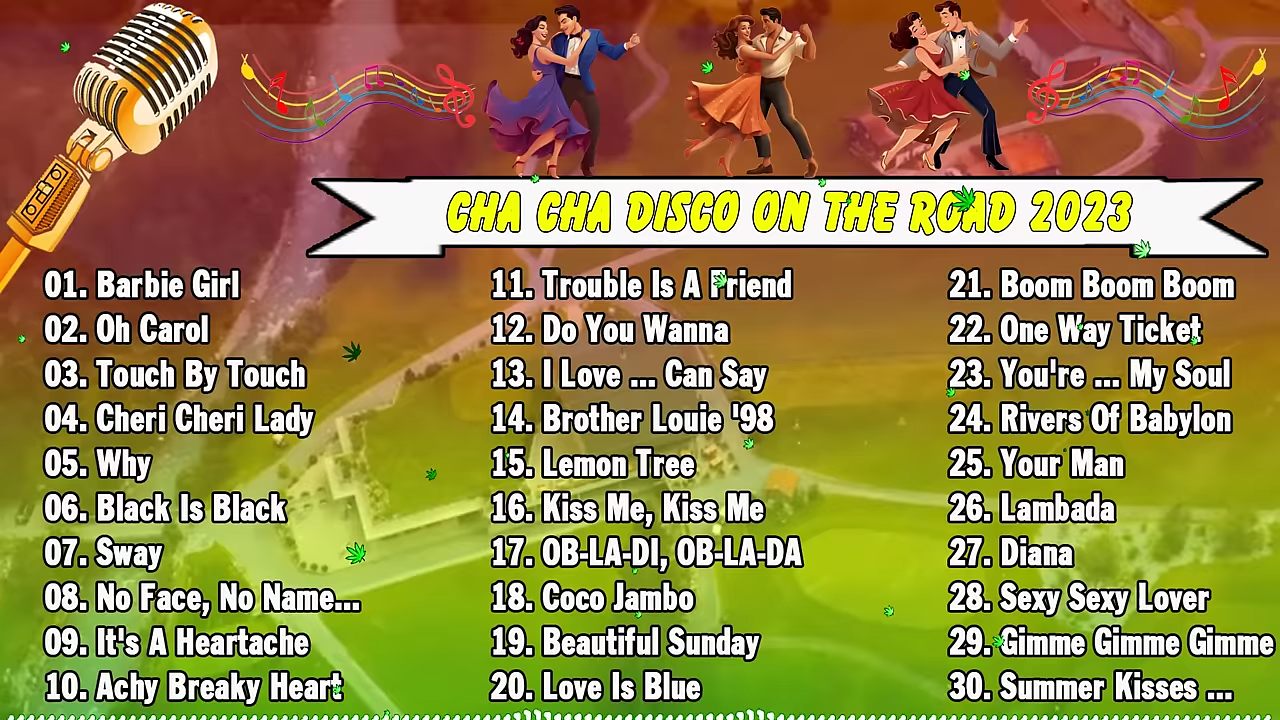 CHA CHA DISCO ON THE ROAD 2023
01. Barbie Girl
02. Oh Carol
03. Touch By Touch
04. Cheri Cheri Lady
05. Why
06. Black Is Black
07. Sway
08. No Face, No Name...
09. It's A Heartache
10. Achy Breaky Heart
11. Trouble Is A Friend
12. Do You Wanna
13. I Love ... Can Say
14. Brother Louie '98
15. Lemon Tree
16. Kiss Me, Kiss Me
17. OB-LA-DI, OB-LA-DA
18. Coco Jambo
19. Beautiful Sunday
20. Love Is Blue
21. Boom Boom Boom
22. One Way Ticket
23. You're ... My Soul
24. Rivers Of Babylon
25. Your Man
26. Lambada
27. Diana
28. Sexy Sexy Lover
29. Gimme Gimme Gimme
30. Summer Kisses ...